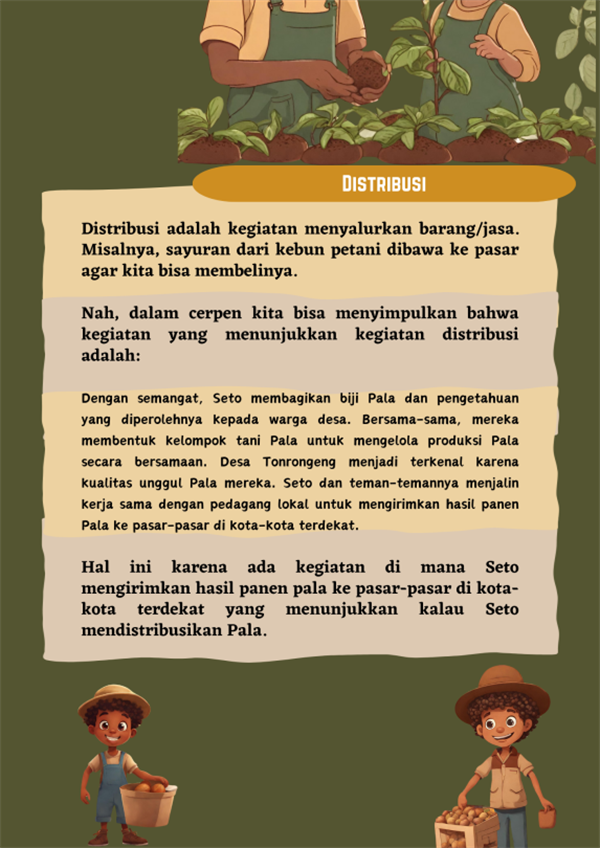 DISTRIBUSI
Distribusi adalah kegiatan menyalurkan barang/jasa.
Misalnya, sayuran dari kebun petani dibawa ke pasar
agar kita bisa membelinya.
Nah, dalam cerpen kita bisa menyimpulkan bahwa
kegiatan yang menunjukkan kegiatan distribusi
adalah:
Dengan semangat, Seto membagikan biji Pala dan pengetahuan
yang diperolehnya kepada warga desa. Bersama-sama, mereka
membentuk kelompok tani Pala untuk mengelola produksi Pala
secara bersamaan. Desa Tonrongeng menjadi terkenal karena
kualitas unggul Pala mereka. Seto dan teman-temannya menjalin
kerja sama dengan pedagang lokal untuk mengirimkan hasil panen
Pala ke pasar-pasar di kota-kota terdekat.
Hal ini karena ada kegiatan di mana Seto
mengirimkan hasil panen pala ke pasar-pasar di kota-
kota terdekat yang menunjukkan kalau Seto
mendistribusikan Pala.